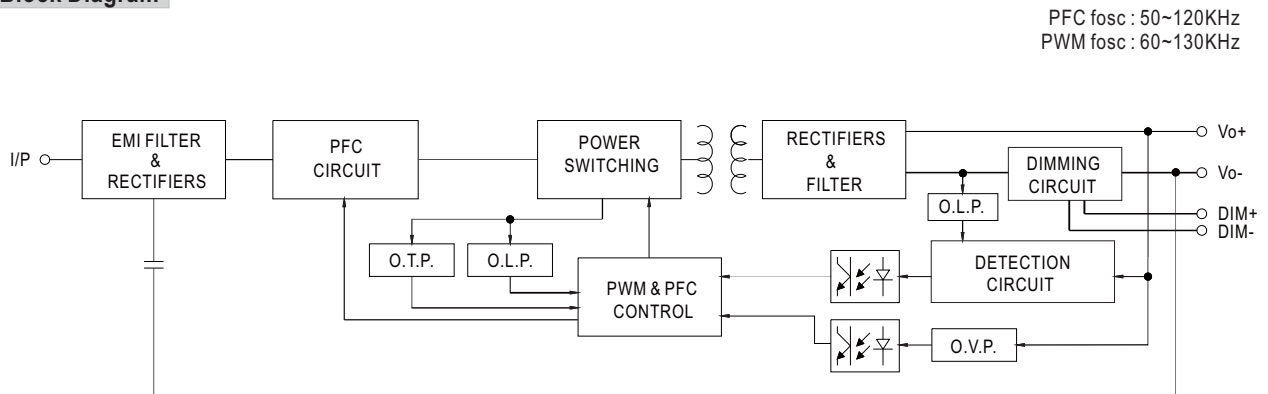 Block Diagram
PFC fosc : 50~120KHz
PWM fosc : 60~130KHz
I/P
EMI FILTER
&
RECTIFIERS
PFC
CIRCUIT
POWER
SWITCHING
RECTIFIERS
&
FILTER
DIMMING
CIRCUIT
Vo+
Vo-
DIM+
DIM-
O.L.P.
O.T.P.
O.L.P.
PWM & PFC
CONTROL
DETECTION
CIRCUIT
O.V.P.